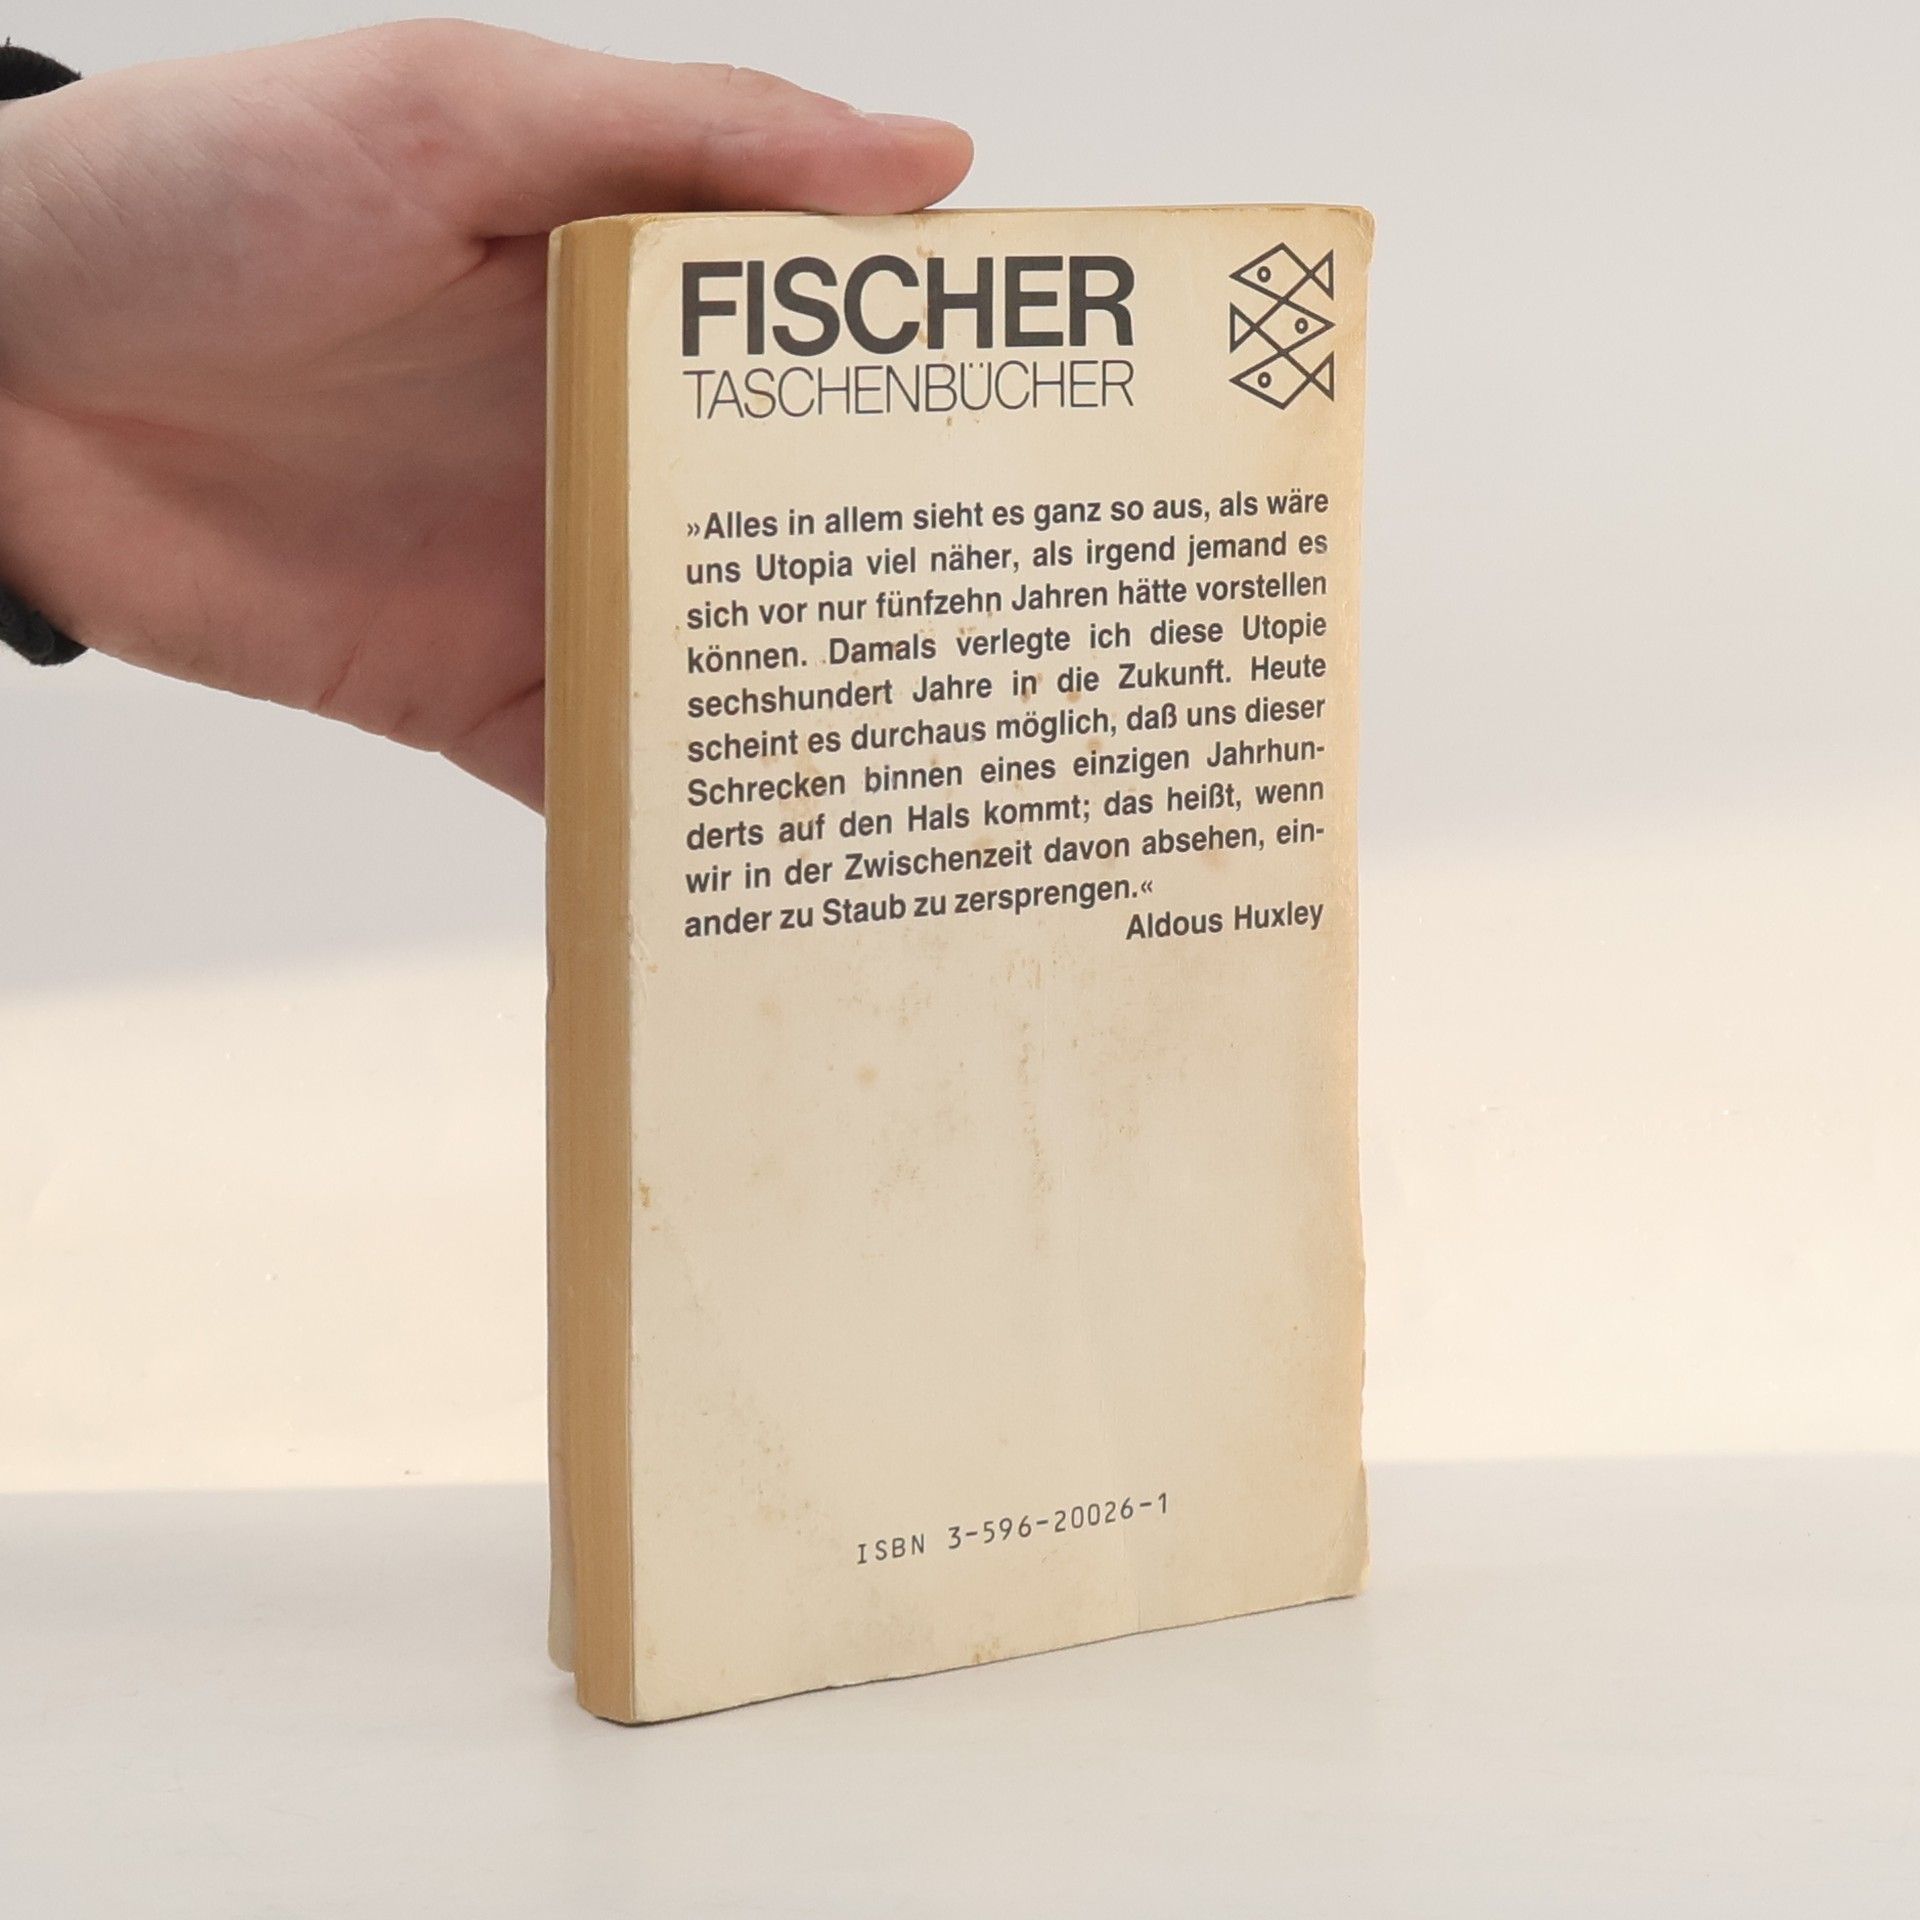 FISCHER
TASCHENBÜCHER
»Alles in allem sieht es ganz so aus, als wäre
uns Utopia viel näher, als irgend jemand es
sich vor nur fünfzehn Jahren hätte vorstellen
können. Damals verlegte ich diese Utopie
sechshundert Jahre in die Zukunft. Heute
scheint es durchaus möglich, daß uns dieser
Schrecken binnen eines einzigen Jahrhun-
derts auf den Hals kommt; das heißt, wenn
wir in der Zwischenzeit davon absehen, ein-
ander zu Staub zu zersprengen.«
Aldous Huxley
ISBN 3-596-20026-1